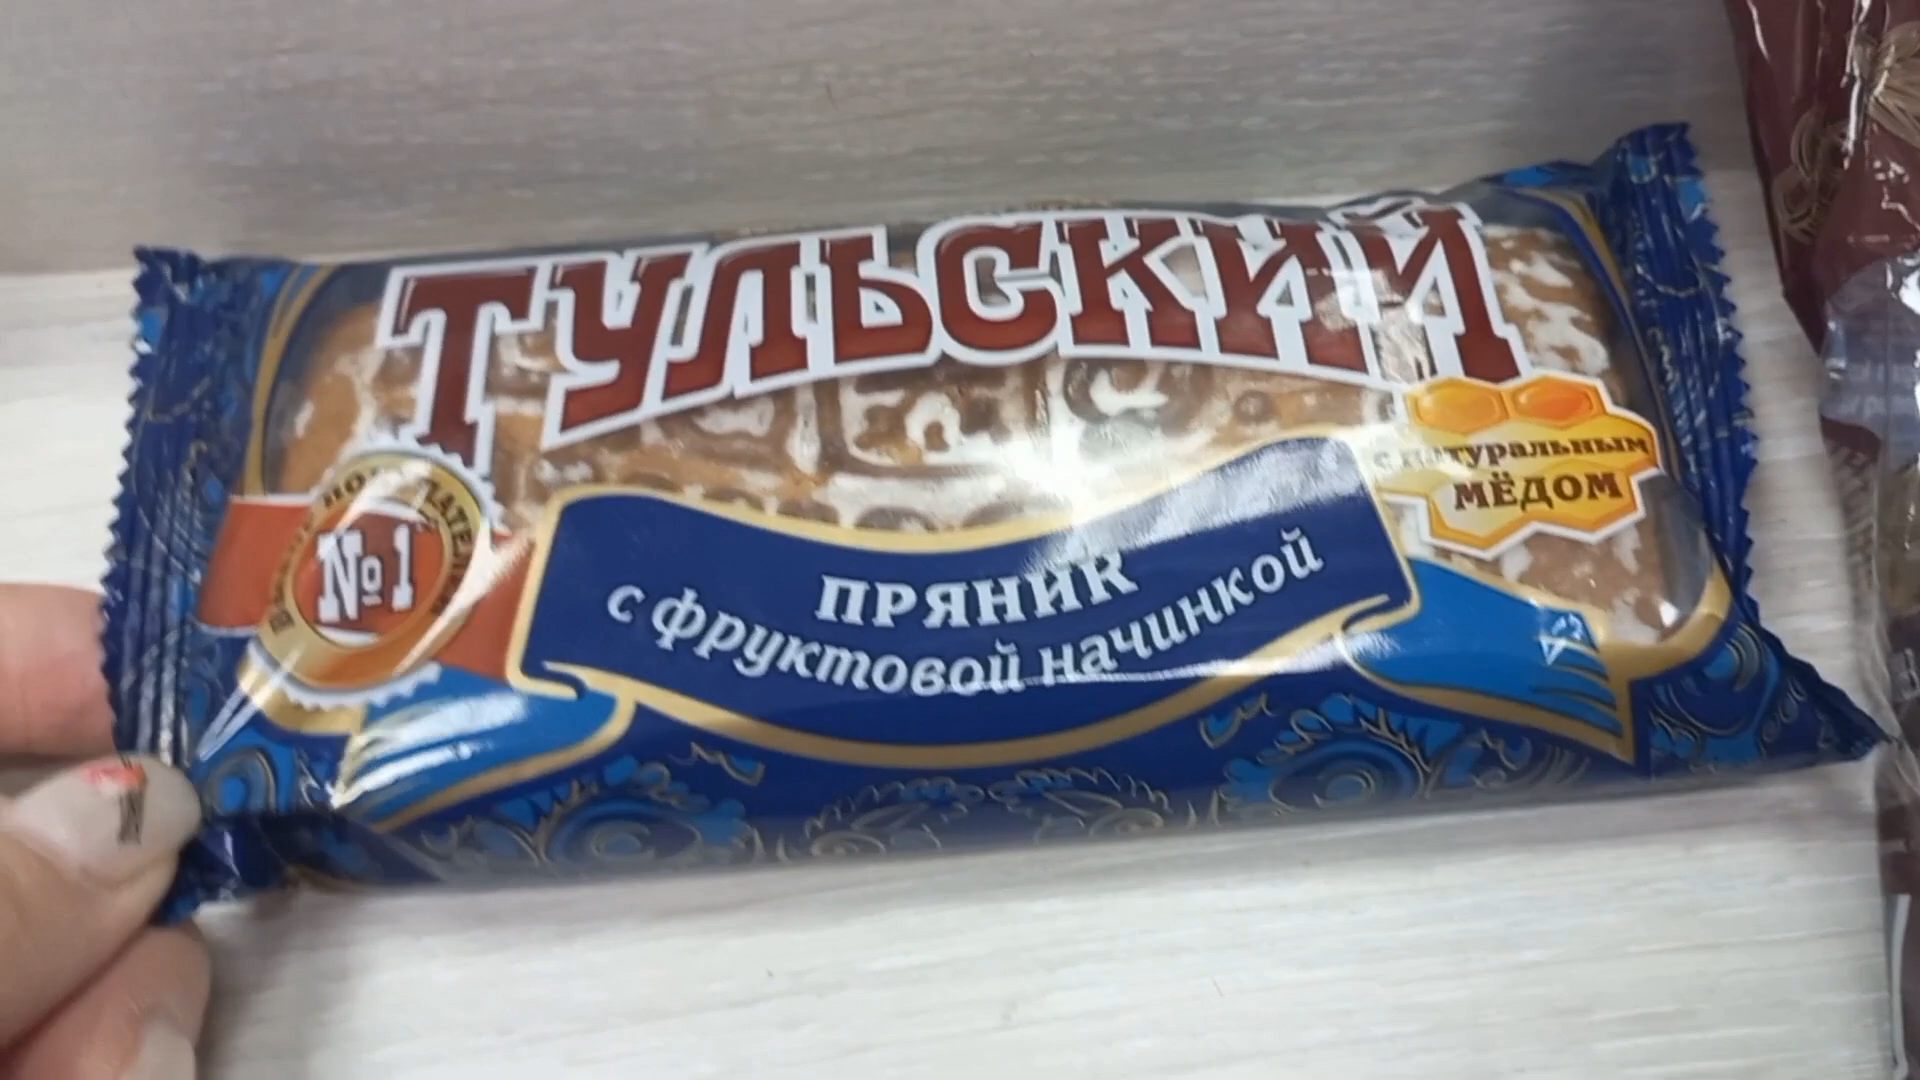 ТУЛЬСКИЙ
с натуральным
МЁДОМ
№1
ПРЯНИК
с фруктовой начинкой